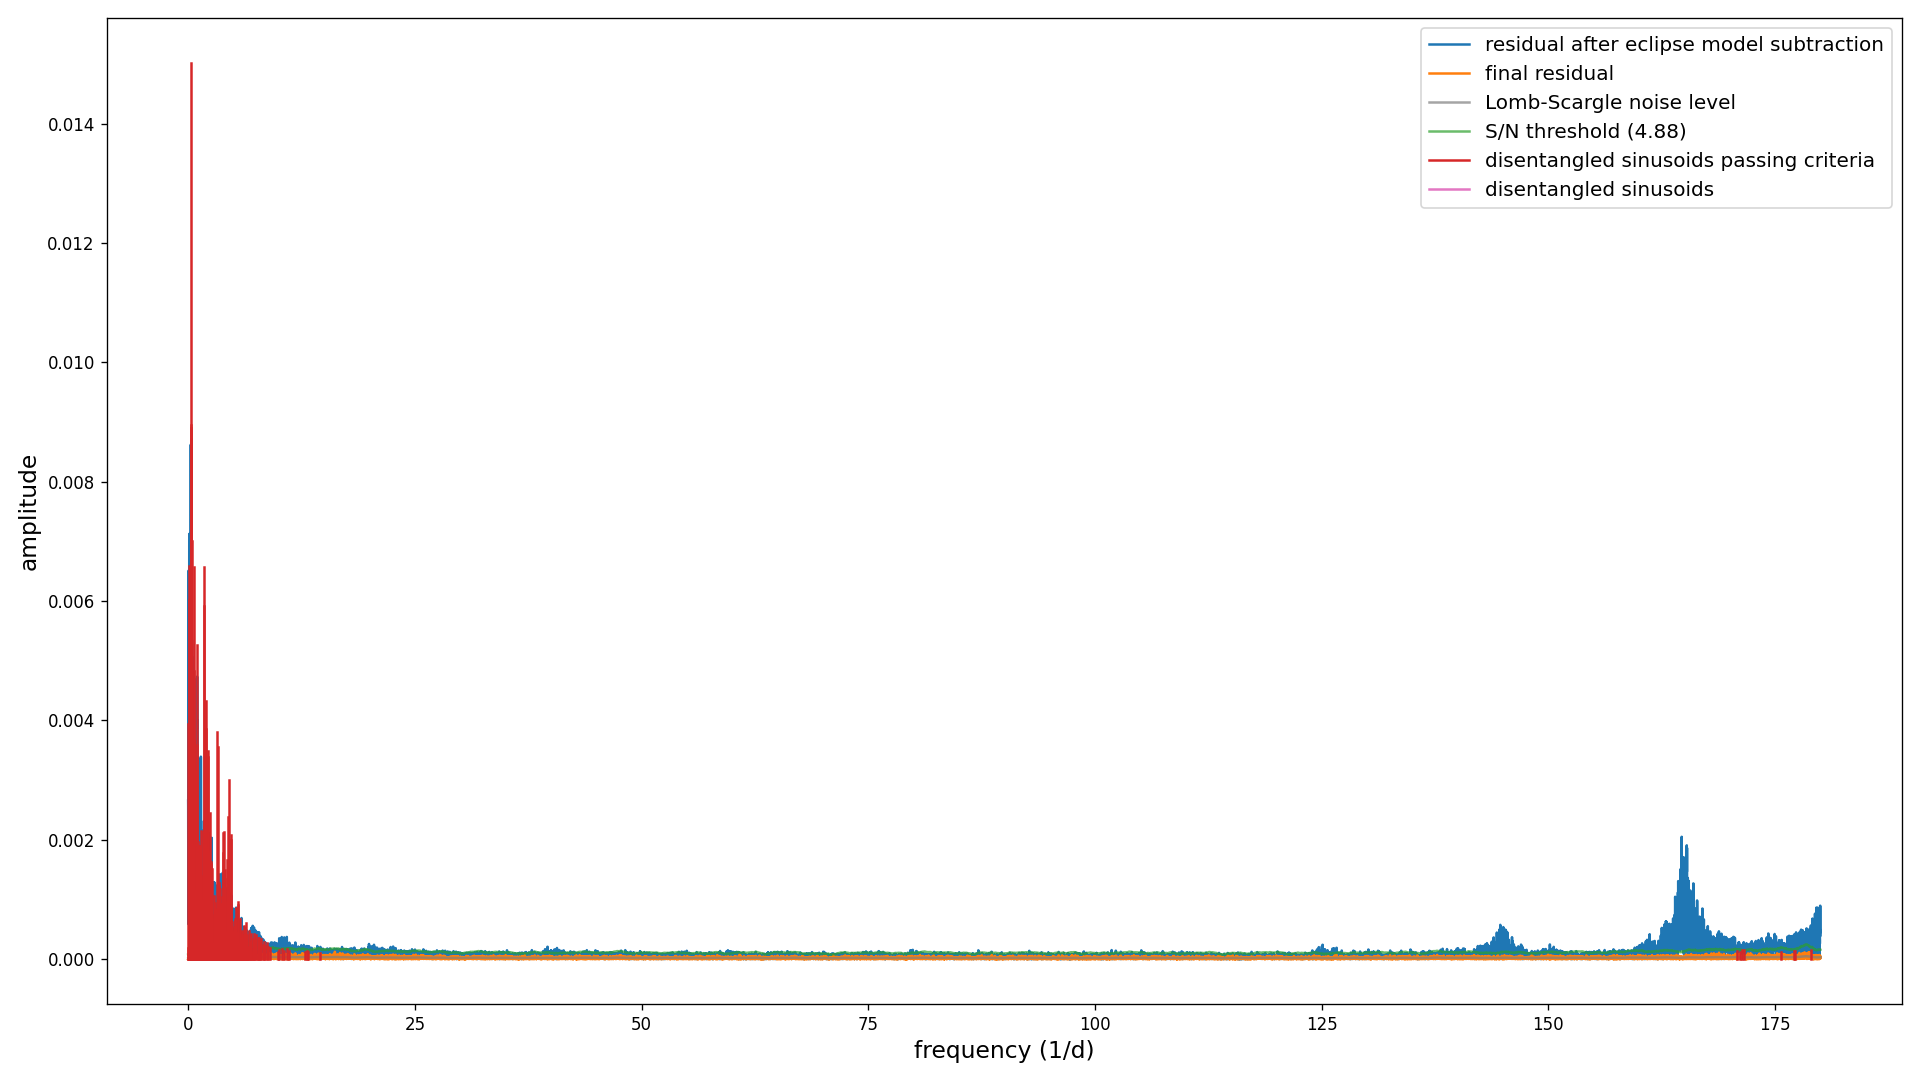 residual after eclipse model subtraction
final residual
Lomb-Scargle noise level
S/N threshold (4.88)
disentangled sinusoids passing criteria
disentangled sinusoids
0.014
0.012
0.010
0.008
0.006
0.004
0.002
0.000
amplitude
0 25 50 75 100 125 150 175
frequency (1/d)